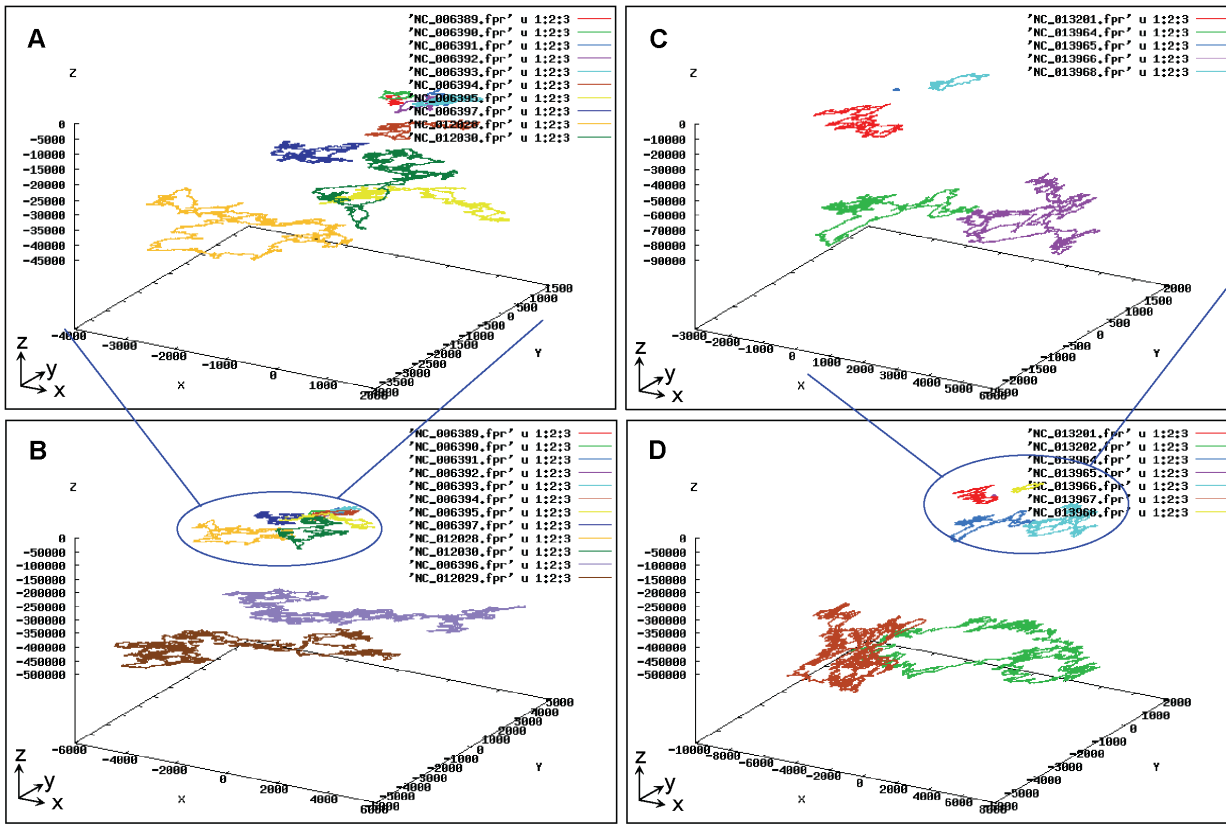 A
'NC_006389.fpr' u 1:2:3
'NC_006390.fpr' u 1:2:3
'NC_006391.fpr' u 1:2:3
'NC_006392.fpr' u 1:2:3
'NC_006393.fpr' u 1:2:3
'NC_006394.fpr' u 1:2:3
'NC_006395.fpr' u 1:2:3
'NC_006397.fpr' u 1:2:3
'NC_012028.fpr' u 1:2:3
'NC_012030.fpr' u 1:2:3
Z
0
-5000
-10000
-15000
-20000
-25000
-30000
-35000
-40000
-45000
-4000
-3000
-2000
-1000
0
1000
2000
X
1500
1000
500
0
-500
-1000
-1500
-2000
-2500
-3000
-3500
-4000
Y
z
y
x
C
'NC_013201.fpr' u 1:2:3
'NC_013964.fpr' u 1:2:3
'NC_013965.fpr' u 1:2:3
'NC_013966.fpr' u 1:2:3
'NC_013968.fpr' u 1:2:3
Z
0
-10000
-20000
-30000
-40000
-50000
-60000
-70000
-80000
-90000
-3000
-2000
-1000
0
1000
2000
3000
4000
5000
6000
X
2000
1500
1000
500
0
-500
-1000
-1500
-2000
Y
z
y
x
B
'NC_006389.fpr' u 1:2:3
'NC_006390.fpr' u 1:2:3
'NC_006391.fpr' u 1:2:3
'NC_006392.fpr' u 1:2:3
'NC_006393.fpr' u 1:2:3
'NC_006394.fpr' u 1:2:3
'NC_006395.fpr' u 1:2:3
'NC_006397.fpr' u 1:2:3
'NC_012028.fpr' u 1:2:3
'NC_012030.fpr' u 1:2:3
'NC_006396.fpr' u 1:2:3
'NC_012029.fpr' u 1:2:3
Z
0
-50000
-100000
-150000
-200000
-250000
-300000
-350000
-400000
-450000
-500000
-6000
-4000
-2000
0
2000
4000
6000
X
5000
4000
3000
2000
1000
0
-1000
-2000
-3000
-4000
-5000
Y
z
y
x
D
'NC_013201.fpr' u 1:2:3
'NC_013202.fpr' u 1:2:3
'NC_013964.fpr' u 1:2:3
'NC_013965.fpr' u 1:2:3
'NC_013966.fpr' u 1:2:3
'NC_013967.fpr' u 1:2:3
'NC_013968.fpr' u 1:2:3
Z
0
-50000
-100000
-150000
-200000
-250000
-300000
-350000
-400000
-450000
-500000
-10000
-8000
-6000
-4000
-2000
0
2000
4000
6000
8000
X
2000
1000
0
-1000
-2000
-3000
-4000
-5000
Y
z
y
x